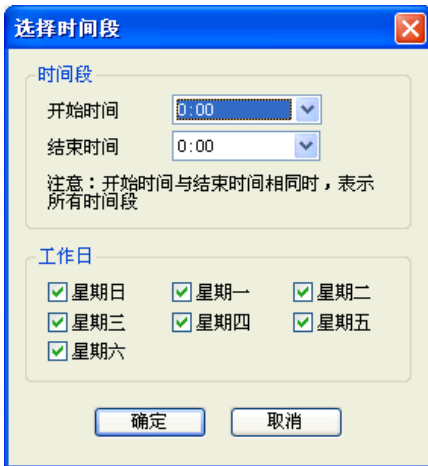 选择时间段
时间段
开始时间 0:00
结束时间 0:00
注意：开始时间与结束时间相同时，表示
所有时间段
工作日
星期日 星期一 星期二
星期三 星期四 星期五
星期六
确定 取消